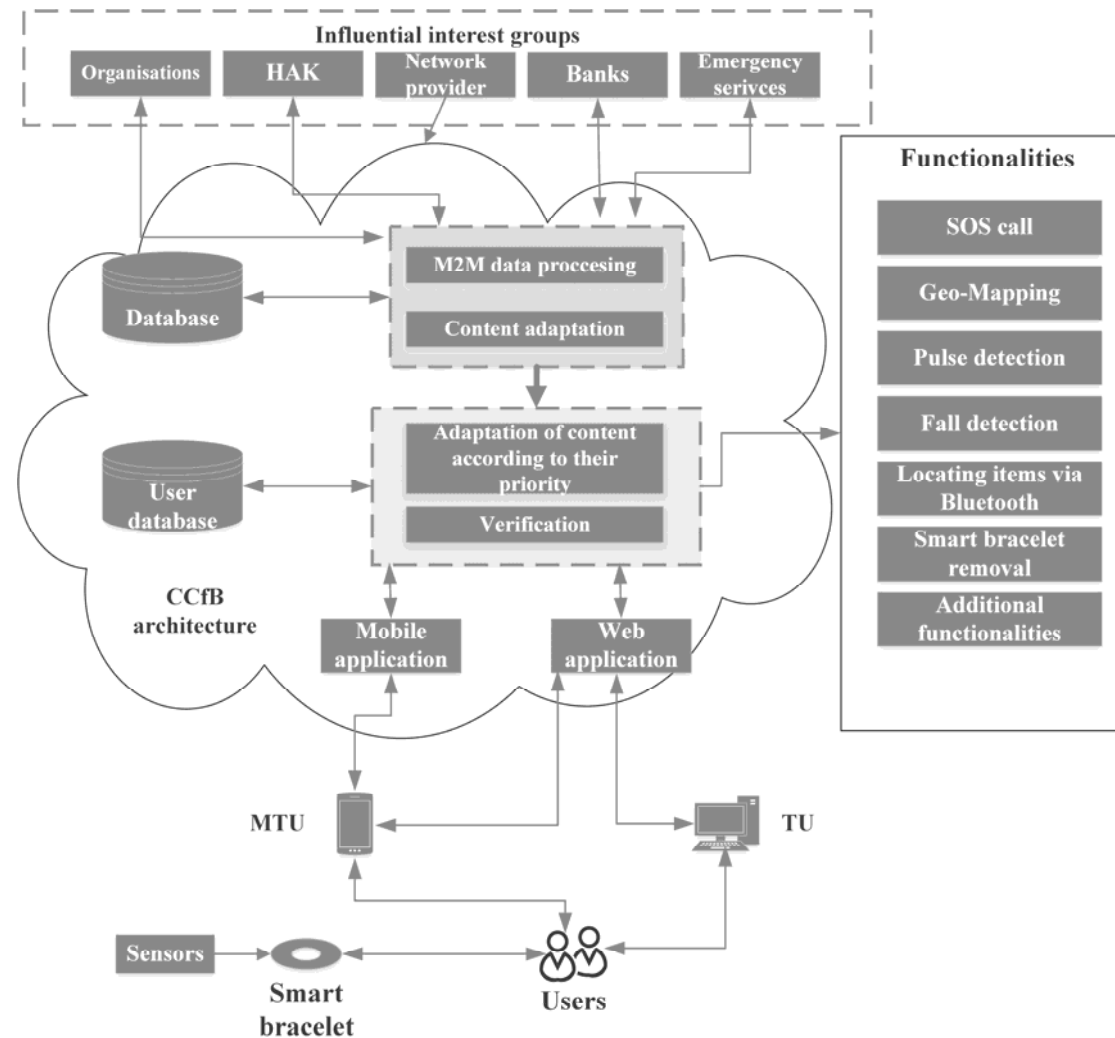 Influential interest groups
Organisations
HAK
Network
provider
Banks
Emergency
serivces
Functionalities
SOS call
Geo-Mapping
Pulse detection
Fall detection
Locating items via
Bluetooth
Smart bracelet
removal
Additional
functionalities
M2M data proccesing
Content adaptation
Database
Adaptation of content
according to their
priority
Verification
User
database
CCfB
architecture
Mobile
application
Web
application
MTU
TU
Sensors
Smart
bracelet
Users